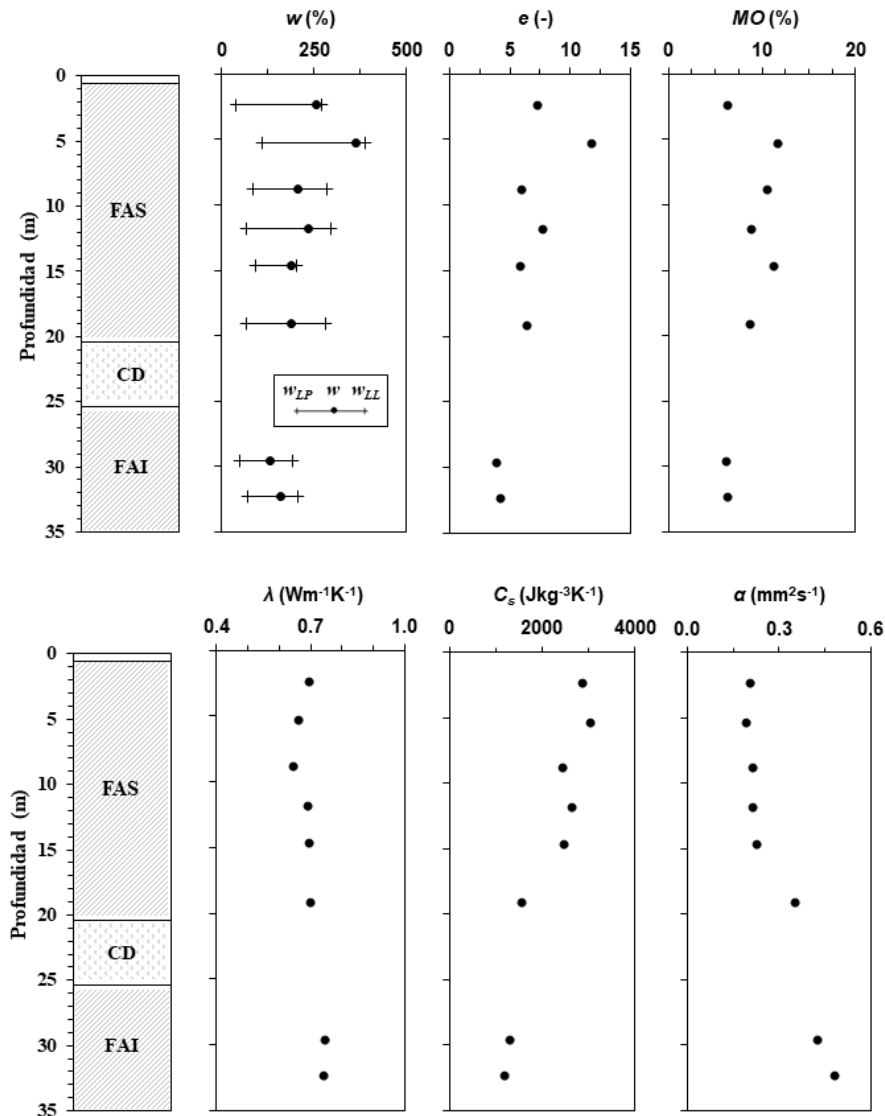 w (%)
e (-)
MO (%)
0 250 500
0 5 10 15
0 10 20
Profundidad (m)
0
5
10
15
20
25
30
35
FAS
CD
FAI
w_LP w w_LL
λ (Wm⁻¹K⁻¹)
C_s (Jkg⁻³K⁻¹)
α (mm²s⁻¹)
0.4 0.7 1.0
0 2000 4000
0.0 0.3 0.6
Profundidad (m)
0
5
10
15
20
25
30
35
FAS
CD
FAI